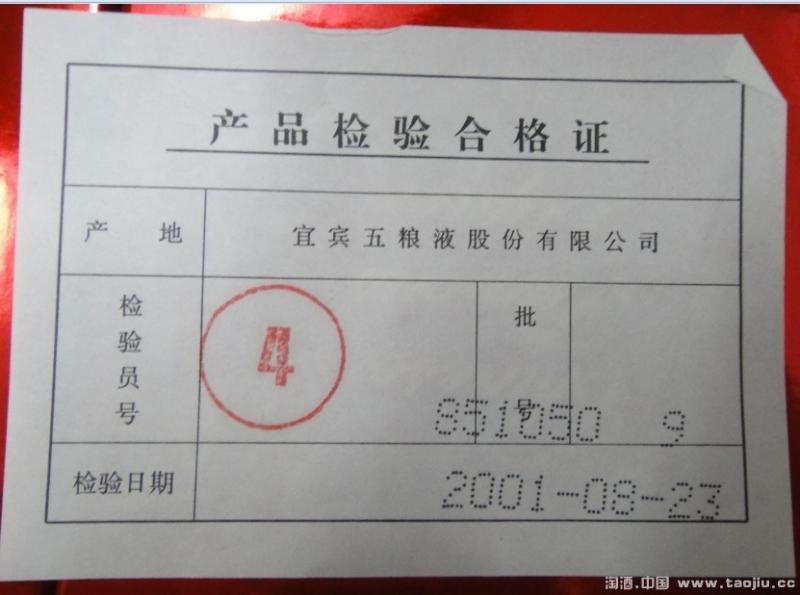 产品检验合格证
产 地 宜宾五粮液股份有限公司
检验员号 4 批号 851050 9
检验日期 2001-08-23
淘酒.中国 www.taojiu.cc